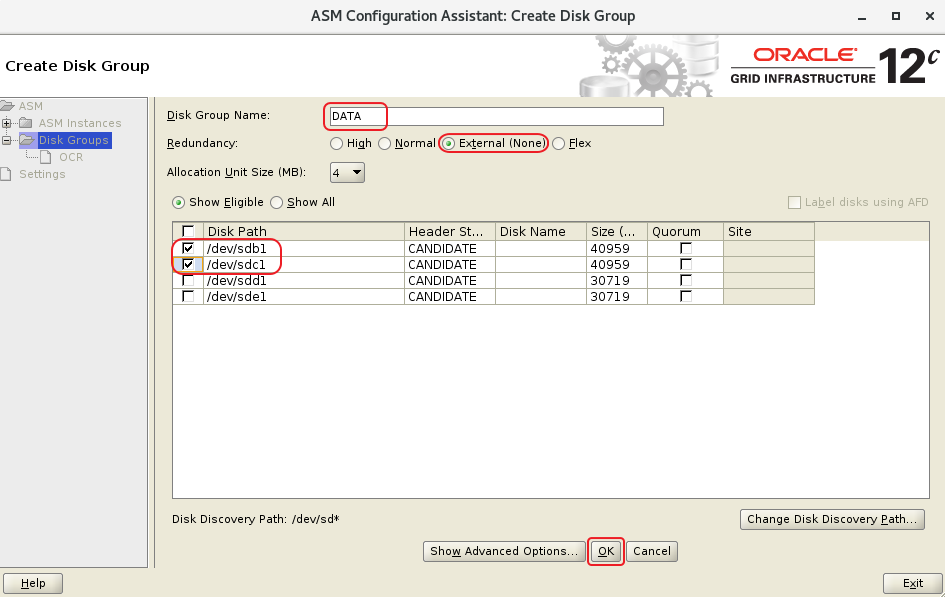 ASM Configuration Assistant: Create Disk Group
Create Disk Group
ORACLE®
GRID INFRASTRUCTURE 12c
ASM
ASM Instances
Disk Groups
OCR
Settings
Disk Group Name: DATA
Redundancy: High Normal External (None) Flex
Allocation Unit Size (MB): 4
Show Eligible Show All Label disks using AFD
Disk Path Header St... Disk Name Size (... Quorum Site
/dev/sdb1 CANDIDATE 40959
/dev/sdc1 CANDIDATE 40959
/dev/sdd1 CANDIDATE 30719
/dev/sde1 CANDIDATE 30719
Disk Discovery Path: /dev/sd* Change Disk Discovery Path...
Show Advanced Options... OK Cancel
Help Exit